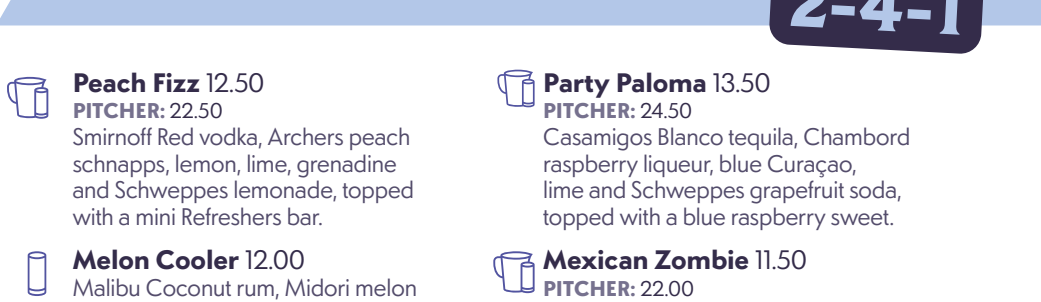 2-4-1
Peach Fizz 12.50
PITCHER: 22.50
Smirnoff Red vodka, Archers peach
schnapps, lemon, lime, grenadine
and Schweppes lemonade, topped
with a mini Refreshers bar.
Melon Cooler 12.00
Malibu Coconut rum, Midori melon
Party Paloma 13.50
PITCHER: 24.50
Casamigos Blanco tequila, Chambord
raspberry liqueur, blue Curaçao,
lime and Schweppes grapefruit soda,
topped with a blue raspberry sweet.
Mexican Zombie 11.50
PITCHER: 22.00